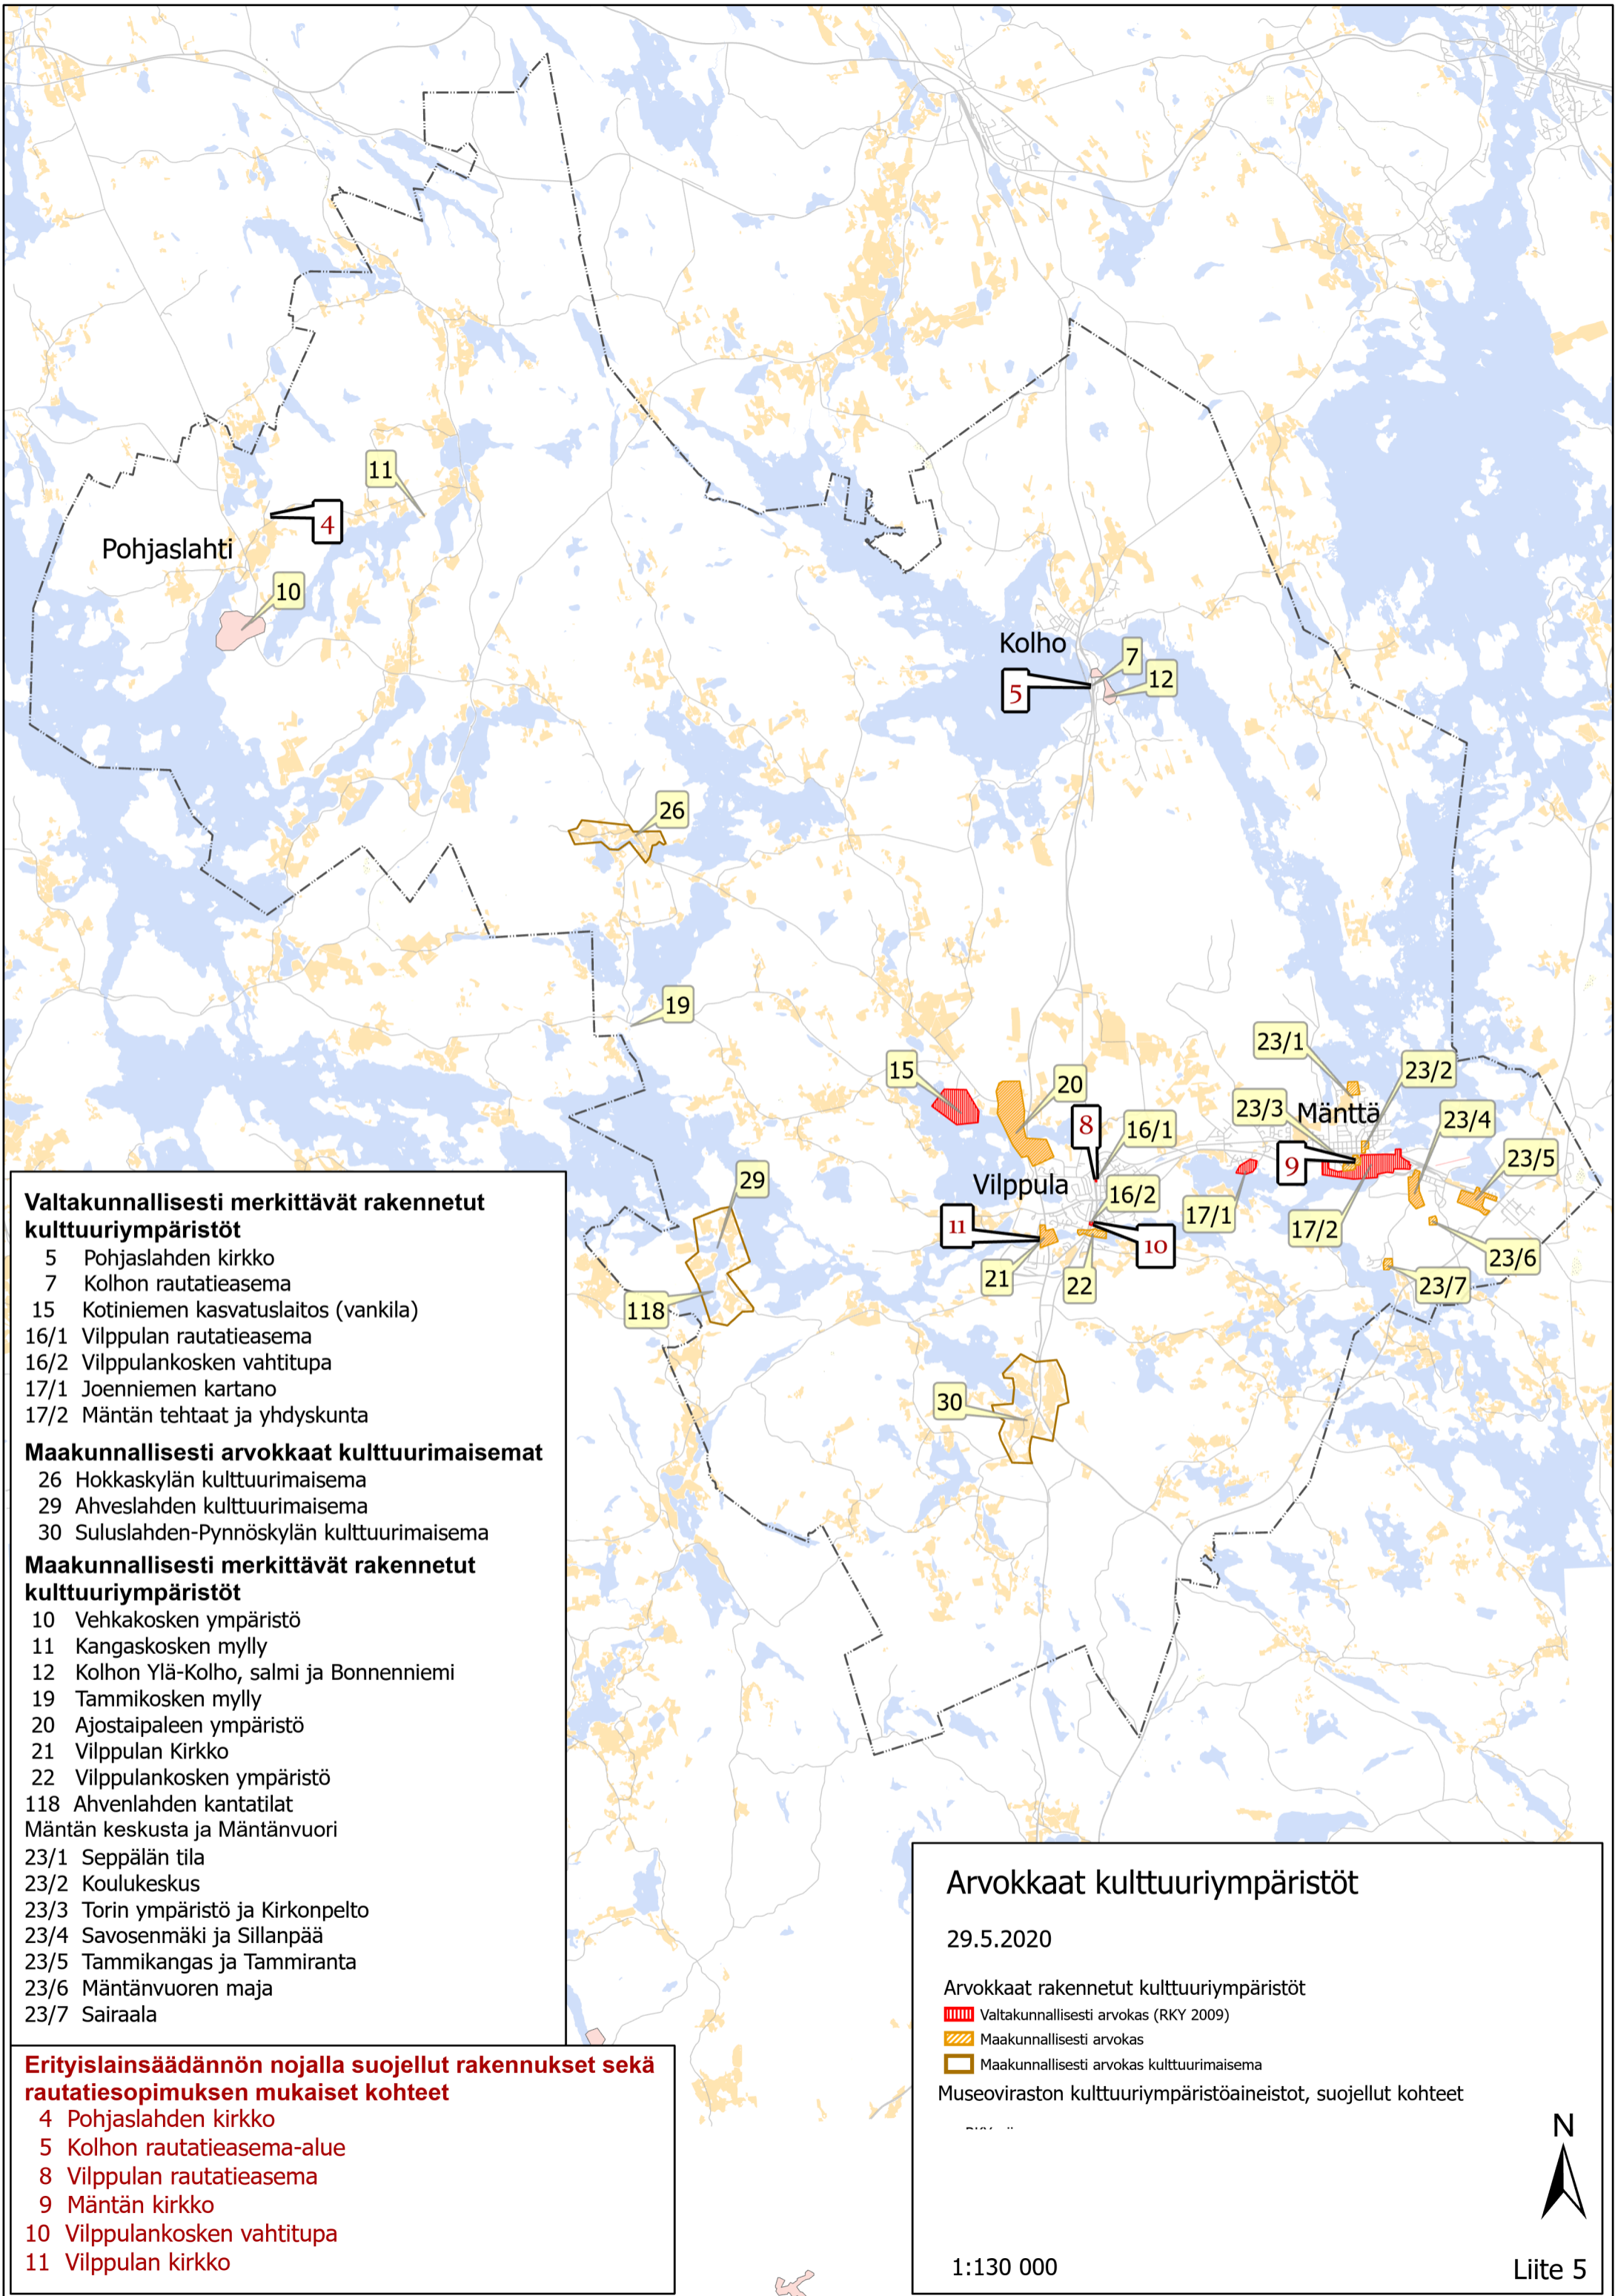 11
4
Pohjaslahti
10
Kolho
7
12
5
26
19
15
20
8
16/1
Vilppula
16/2
11
10
21
22
23/1
23/2
23/3
Mänttä
23/4
9
23/5
17/1
17/2
23/6
23/7
29
118
30
Valtakunnallisesti merkittävät rakennetut
kulttuuriympäristöt
5 Pohjaslahden kirkko
7 Kolhon rautatieasema
15 Kotiniemen kasvatuslaitos (vankila)
16/1 Vilppulan rautatieasema
16/2 Vilppulankosken vahtitupa
17/1 Joenniemen kartano
17/2 Mäntän tehtaat ja yhdyskunta
Maakunnallisesti arvokkaat kulttuurimaisemat
26 Hokkaskylän kulttuurimaisema
29 Ahveslahden kulttuurimaisema
30 Suluslahden-Pynnöskylän kulttuurimaisema
Maakunnallisesti merkittävät rakennetut
kulttuuriympäristöt
10 Vehkakosken ympäristö
11 Kangaskosken mylly
12 Kolhon Ylä-Kolho, salmi ja Bonnenniemi
19 Tammikosken mylly
20 Ajostaipaleen ympäristö
21 Vilppulan Kirkko
22 Vilppulankosken ympäristö
118 Ahvenlahden kantatilat
Mäntän keskusta ja Mäntänvuori
23/1 Seppälän tila
23/2 Koulukeskus
23/3 Torin ympäristö ja Kirkonpelto
23/4 Savosenmäki ja Sillanpää
23/5 Tammikangas ja Tammiranta
23/6 Mäntänvuoren maja
23/7 Sairaala
Erityislainsäädännön nojalla suojellut rakennukset sekä
rautatiesopimuksen mukaiset kohteet
4 Pohjaslahden kirkko
5 Kolhon rautatieasema-alue
8 Vilppulan rautatieasema
9 Mäntän kirkko
10 Vilppulankosken vahtitupa
11 Vilppulan kirkko
Arvokkaat kulttuuriympäristöt
29.5.2020
Arvokkaat rakennetut kulttuuriympäristöt
Valtakunnallisesti arvokas (RKY 2009)
Maakunnallisesti arvokas
Maakunnallisesti arvokas kulttuurimaisema
Museoviraston kulttuuriympäristöaineistot, suojellut kohteet
N
1:130 000
Liite 5